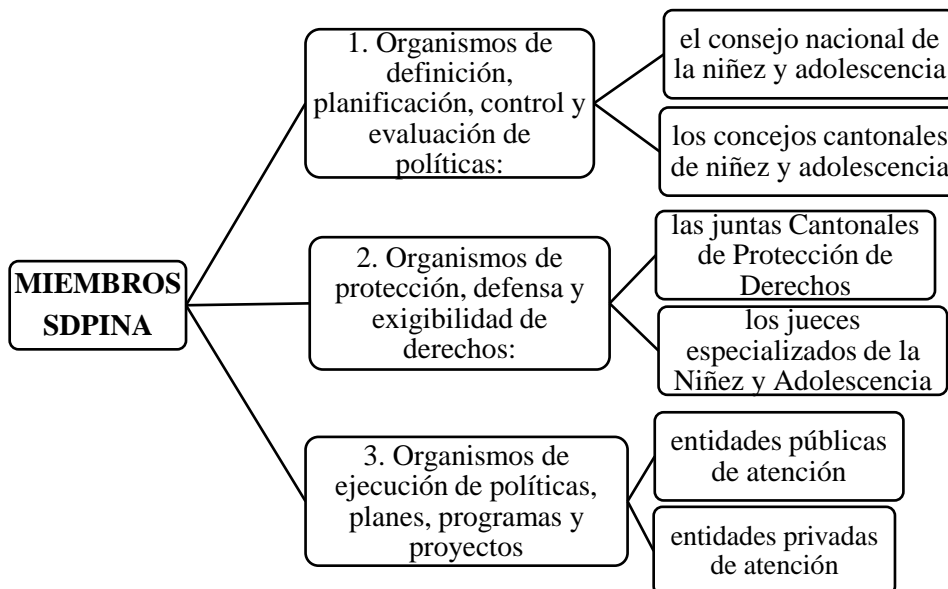 MIEMBROS
SDPINA
1. Organismos de
definición,
planificación, control y
evaluación de
políticas:
el consejo nacional de
la niñez y adolescencia
los concejos cantonales
de niñez y adolescencia
2. Organismos de
protección, defensa y
exigibilidad de
derechos:
las juntas Cantonales
de Protección de
Derechos
los jueces
especializados de la
Niñez y Adolescencia
3. Organismos de
ejecución de políticas,
planes, programas y
proyectos
entidades públicas
de atención
entidades privadas
de atención